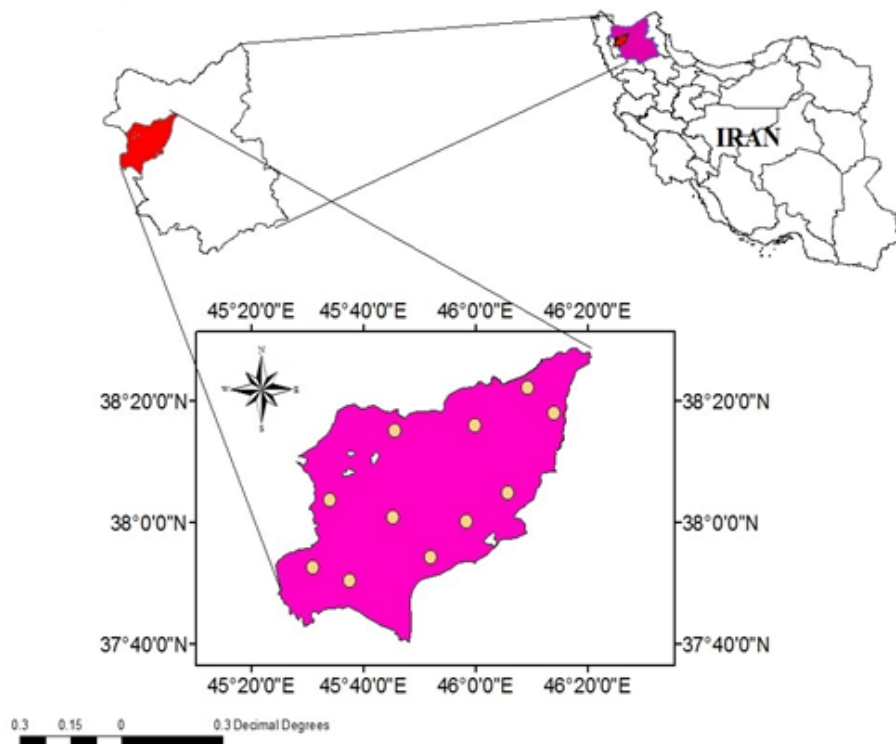 IRAN
45°20'0"E 45°40'0"E 46°0'0"E 46°20'0"E
N
W E
S
38°20'0"N 38°20'0"N
38°0'0"N 38°0'0"N
37°40'0"N 37°40'0"N
45°20'0"E 45°40'0"E 46°0'0"E 46°20'0"E
0.3 0.15 0 0.3 Decimal Degrees